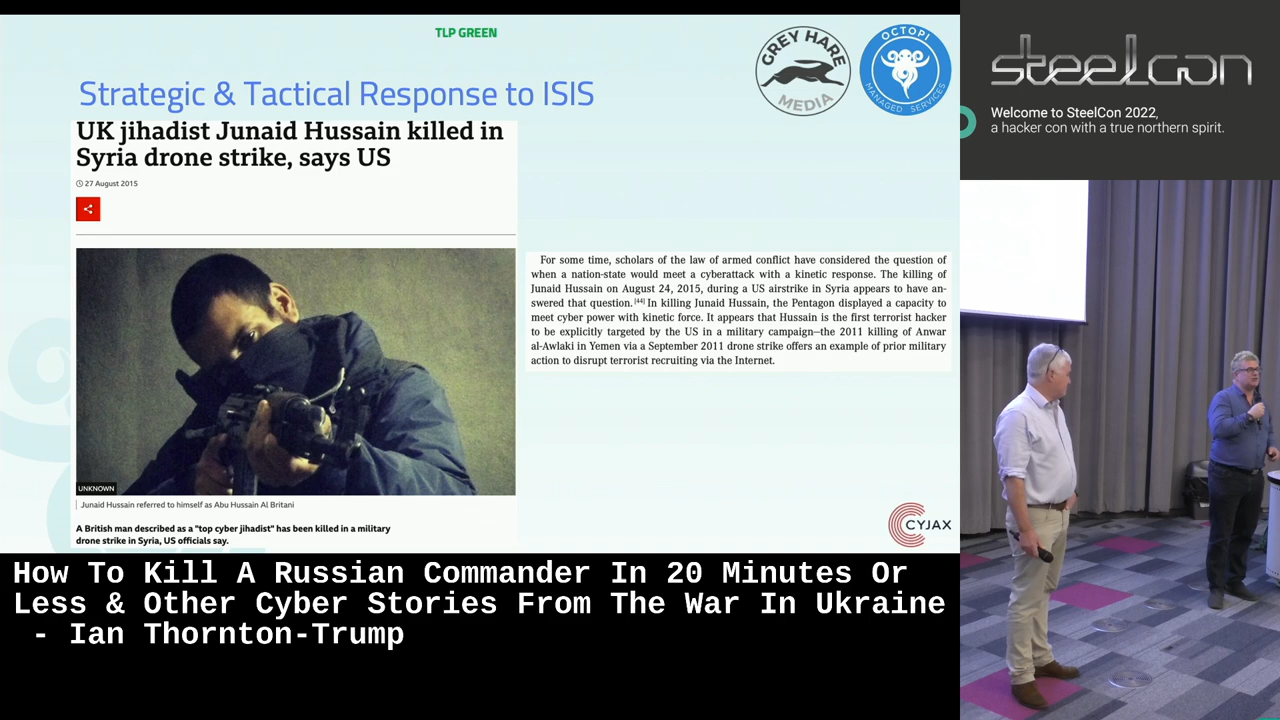 TLP GREEN
GREY HARE
MEDIA
OCTOPI
MANAGED SERVICES
Strategic & Tactical Response to ISIS
UK jihadist Junaid Hussain killed in
Syria drone strike, says US
27 August 2015
UNKNOWN
Junaid Hussain referred to himself as Abu Hussain Al Britani
A British man described as a "top cyber jihadist" has been killed in a military
drone strike in Syria, US officials say.
For some time, scholars of the law of armed conflict have considered the question of
when a nation-state would meet a cyberattack with a kinetic response. The killing of
Junaid Hussain on August 24, 2015, during a US airstrike in Syria appears to have an-
swered that question.[44] In killing Junaid Hussain, the Pentagon displayed a capacity to
meet cyber power with kinetic force. It appears that Hussain is the first terrorist hacker
to be explicitly targeted by the US in a military campaign—the 2011 killing of Anwar
al-Awlaki in Yemen via a September 2011 drone strike offers an example of prior military
action to disrupt terrorist recruiting via the Internet.
CYJAX
steelcon
Welcome to SteelCon 2022,
a hacker con with a true northern spirit.
How To Kill A Russian Commander In 20 Minutes Or
Less & Other Cyber Stories From The War In Ukraine
- Ian Thornton-Trump